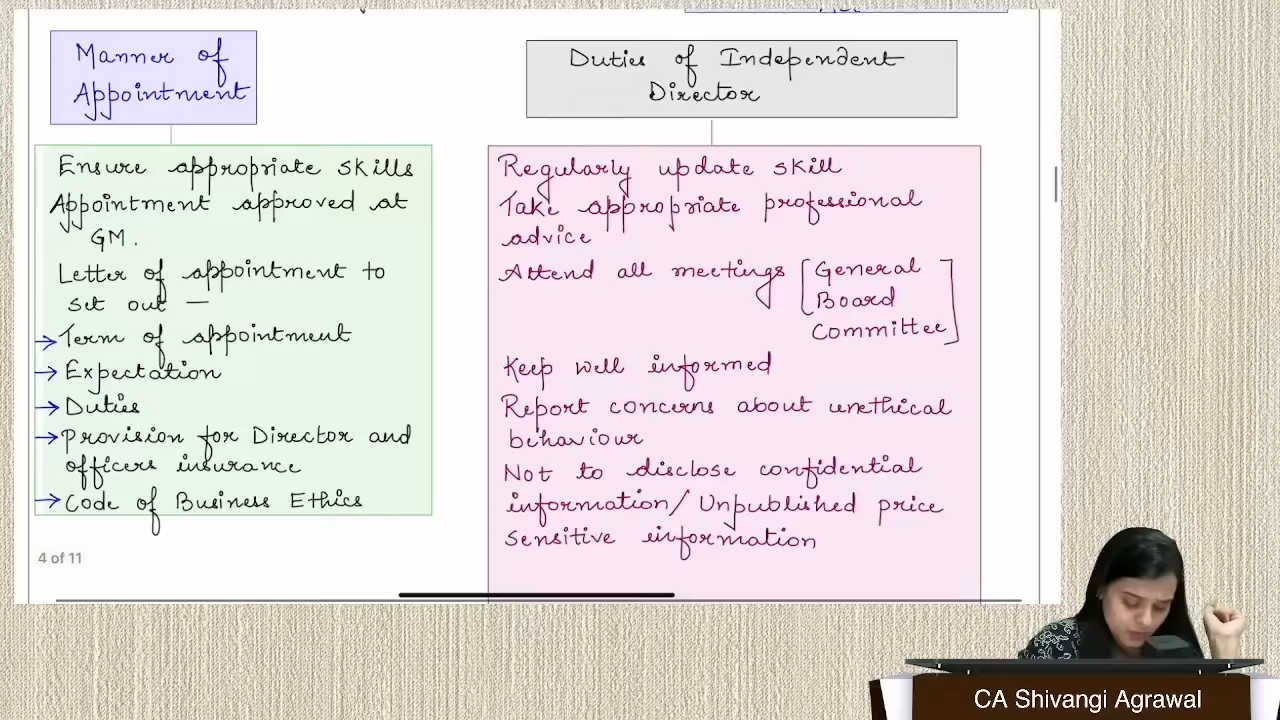 Manner of
Appointment
Ensure appropriate skills
Appointment approved at
GM.
Letter of appointment to
set out —
→ Term of appointment
→ Expectation
→ Duties
→ Provision for Director and
officers insurance
→ Code of Business Ethics
4 of 11
Duties of Independent
Director
Regularly update skill
Take appropriate professional
advice
Attend all meetings [General
Board
Committee]
Keep well informed
Report concerns about unethical
behaviour
Not to disclose confidential
information/ Unpublished price
sensitive information
CA Shivangi Agrawal